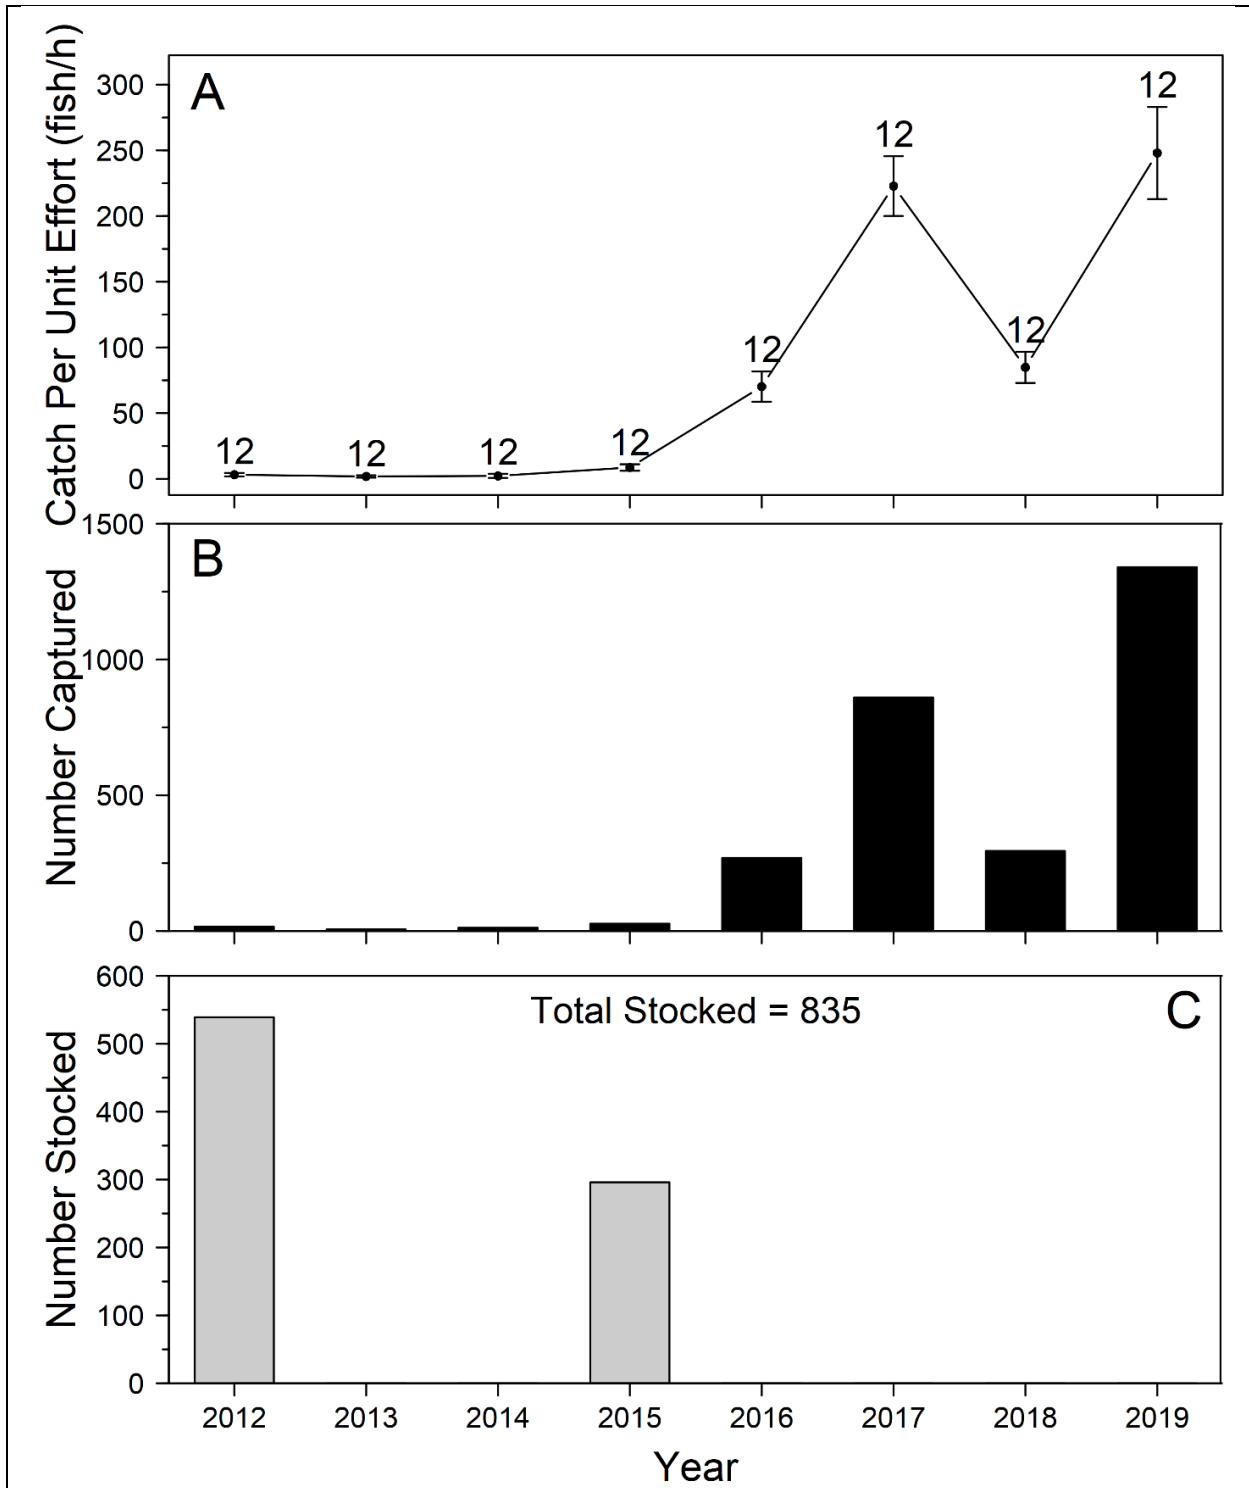 Catch Per Unit Effort (fish/h)
A
300
250
200
150
100
50
0
12
12
12
12
12
12
12
12
Number Captured
B
1500
1000
500
0
Number Stocked
Total Stocked = 835
C
600
500
400
300
200
100
0
2012 2013 2014 2015 2016 2017 2018 2019
Year